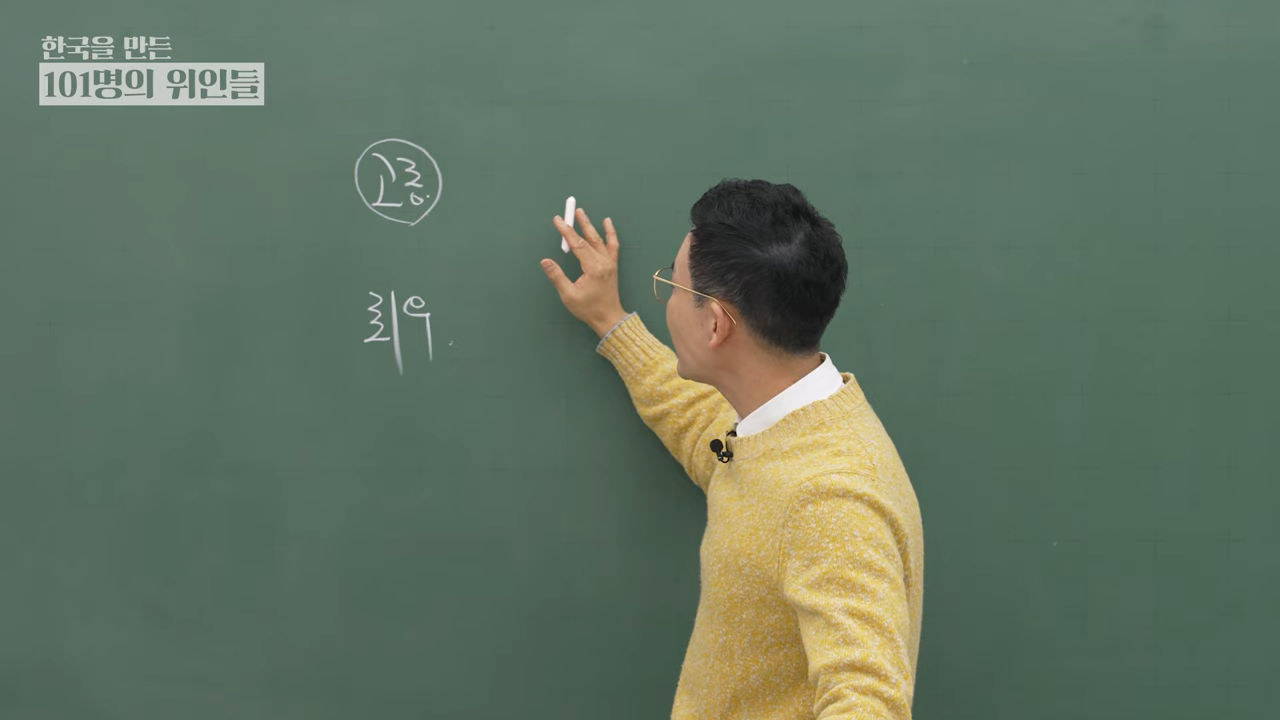 한국을 만든
101명의 위인들
고종
최우